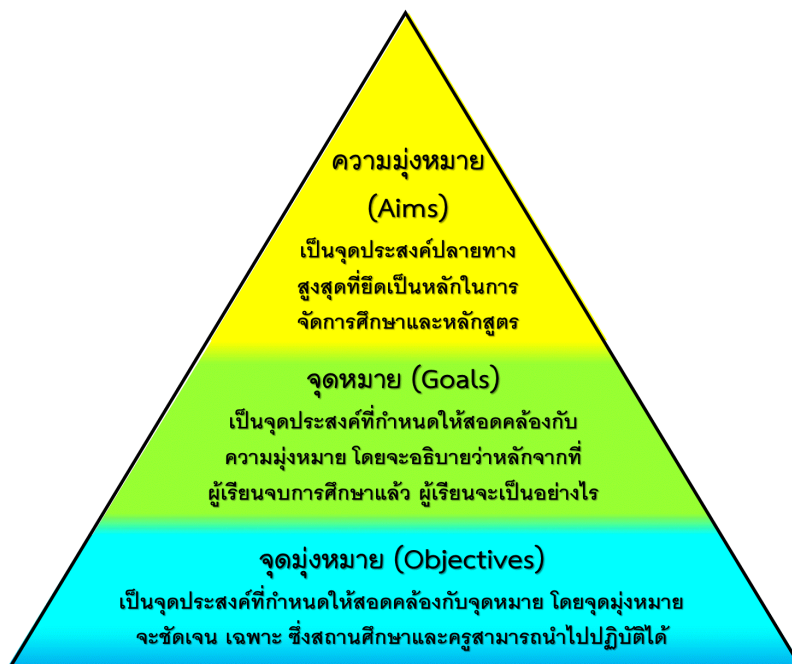 ความมุ่งหมาย
(Aims)
เป็นจุดประสงค์ปลายทาง
สูงสุดที่ยึดเป็นหลักในการ
จัดการศึกษาและหลักสูตร
จุดหมาย (Goals)
เป็นจุดประสงค์ที่กำหนดให้สอดคล้องกับ
ความมุ่งหมาย โดยจะอธิบายว่าหลักจากที่
ผู้เรียนจบการศึกษาแล้ว ผู้เรียนจะเป็นอย่างไร
จุดมุ่งหมาย (Objectives)
เป็นจุดประสงค์ที่กำหนดให้สอดคล้องกับจุดหมาย โดยจุดมุ่งหมาย
จะชัดเจน เฉพาะ ซึ่งสถานศึกษาและครูสามารถนำไปปฏิบัติได้